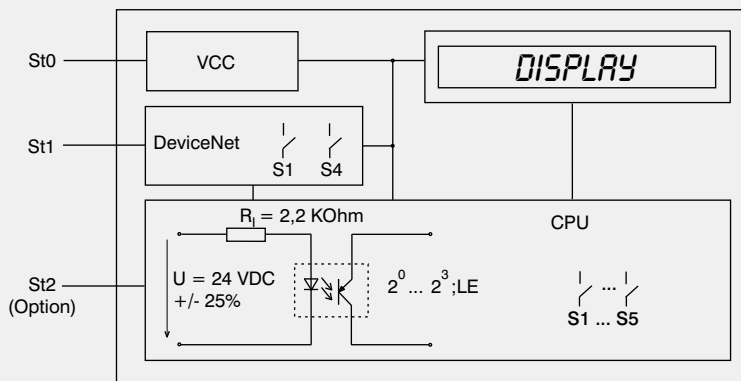 St0
VCC
DISPLAY
St1
DeviceNet
S1 S4
R_I = 2,2 KOhm
CPU
St2
(Option)
U = 24 VDC
+/- 25%
2^0 ... 2^3 ;LE
...
S1 ... S5